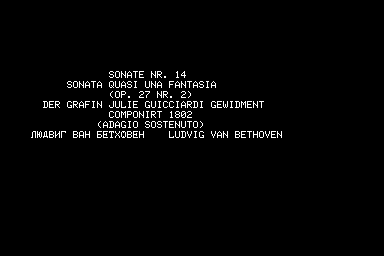 SONATE NR. 14
SONATA QUASI UNA FANTASIA
(OP. 27 NR. 2)
DER GRAFIN JULIE GUICCIARDI GEWIDMENT
COMPONIRT 1802
(ADAGIO SOSTENUTO)
ЛЮДВИГ ВАН БЕТХОВЕН LUDVIG VAN BETHOVEN